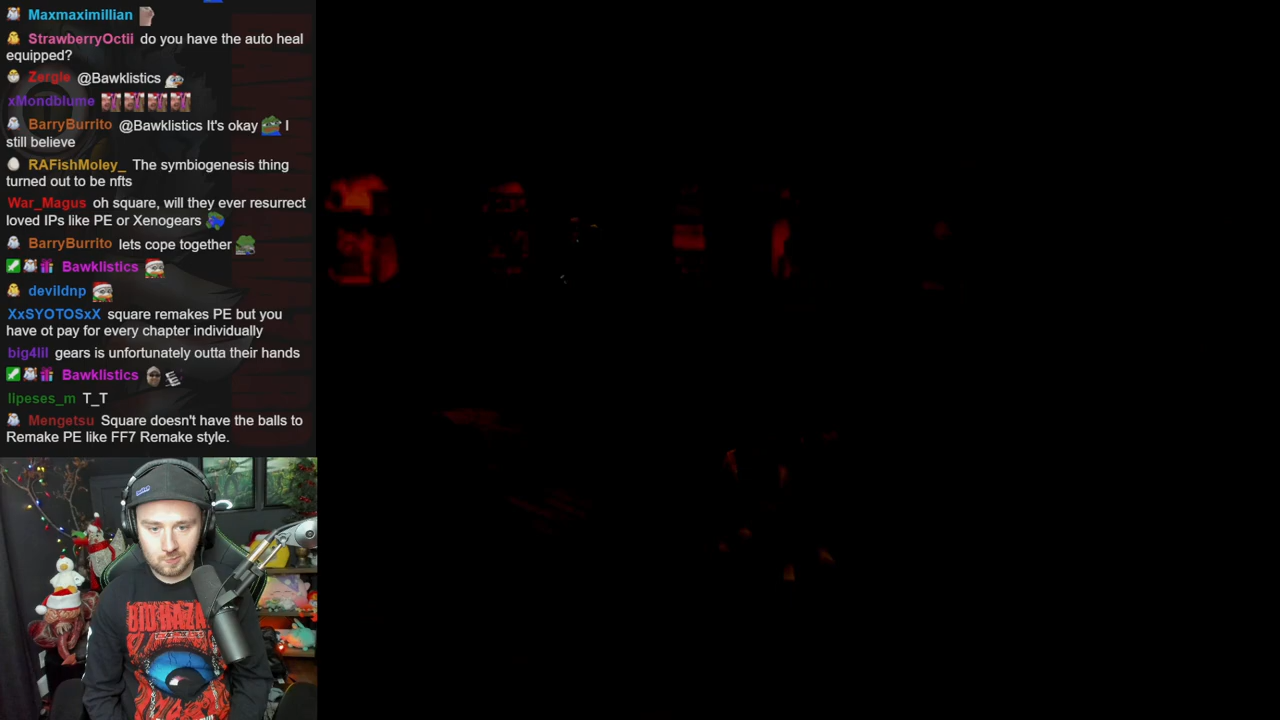 Maxmaximillian
StrawberryOctii do you have the auto heal
equipped?
Zergle @Bawklistics
xMondblume
BarryBurrito @Bawklistics It's okay I
still believe
RAFishMoley_ The symbiogenesis thing
turned out to be nfts
War_Magus oh square, will they ever resurrect
loved IPs like PE or Xenogears
BarryBurrito lets cope together
Bawklistics
devildnp
XxSYOTOSxX square remakes PE but you
have ot pay for every chapter individually
big4lil gears is unfortunately outta their hands
Bawklistics
llpeses_m T_T
Mengetsu Square doesn't have the balls to
Remake PE like FF7 Remake style.
BIOHAZA